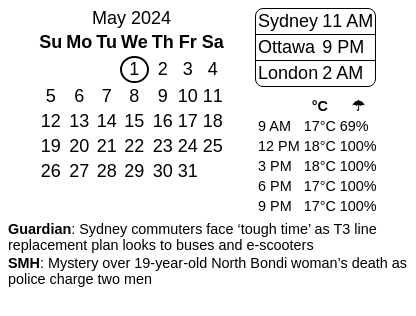 May 2024
Su Mo Tu We Th Fr Sa
1 2 3 4
5 6 7 8 9 10 11
12 13 14 15 16 17 18
19 20 21 22 23 24 25
26 27 28 29 30 31
Sydney 11 AM
Ottawa 9 PM
London 2 AM
°C ☂
9 AM 17°C 69%
12 PM 18°C 100%
3 PM 18°C 100%
6 PM 17°C 100%
9 PM 17°C 100%
Guardian: Sydney commuters face ‘tough time’ as T3 line
replacement plan looks to buses and e-scooters
SMH: Mystery over 19-year-old North Bondi woman’s death as
police charge two men